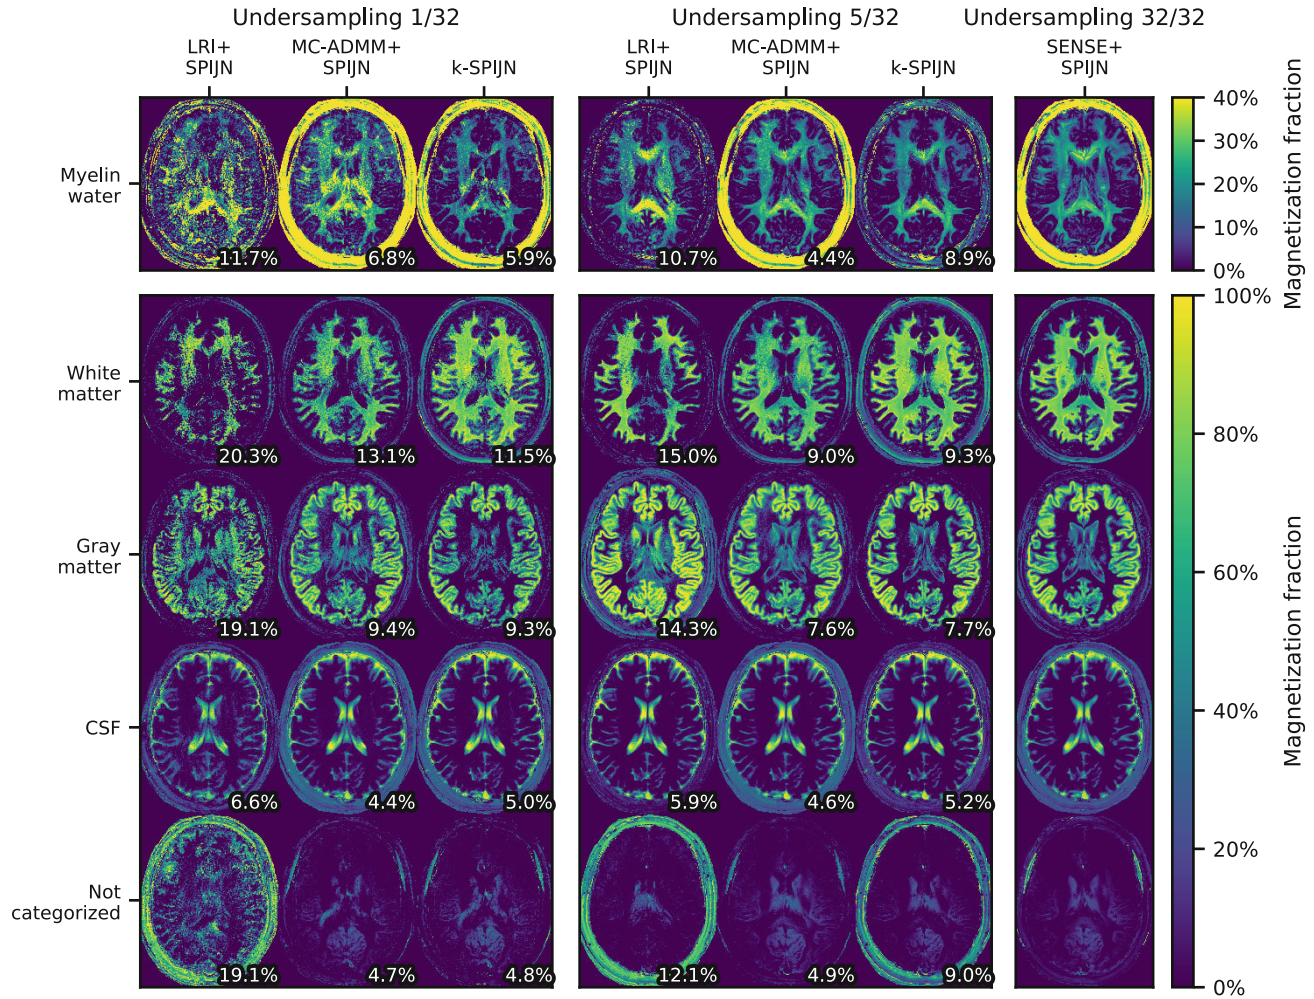 Undersampling 1/32
Undersampling 5/32
Undersampling 32/32
LRI+
SPIJN
MC-ADMM+
SPIJN
k-SPIJN
LRI+
SPIJN
MC-ADMM+
SPIJN
k-SPIJN
SENSE+
SPIJN
Myelin
water
11.7%
6.8%
5.9%
10.7%
4.4%
8.9%
40%
30%
20%
10%
0%
Magnetization fraction
White
matter
20.3%
13.1%
11.5%
15.0%
9.0%
9.3%
Gray
matter
19.1%
9.4%
9.3%
14.3%
7.6%
7.7%
CSF
6.6%
4.4%
5.0%
5.9%
4.6%
5.2%
Not
categorized
19.1%
4.7%
4.8%
12.1%
4.9%
9.0%
100%
80%
60%
40%
20%
0%
Magnetization fraction